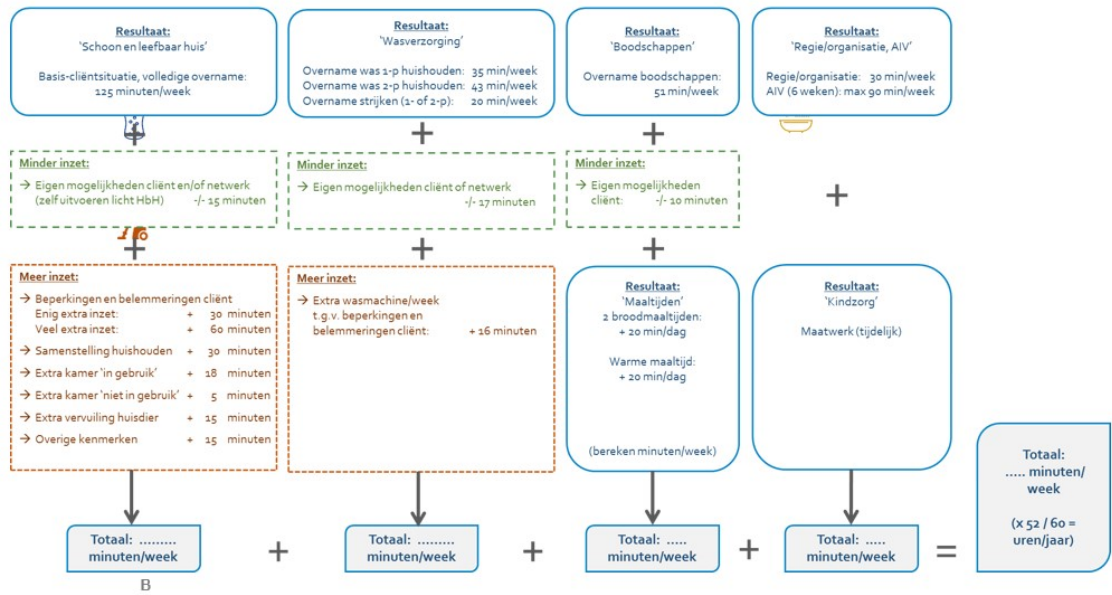 Resultaat:
'Schoon en leefbaar huis'
Basis-cliëntsituatie, volledige overname:
125 minuten/week
Resultaat:
'Wasverzorging'
Overname was 1-p huishouden: 35 min/week
Overname was 2-p huishouden: 43 min/week
Overname strijken (1- of 2-p): 20 min/week
Resultaat:
'Boodschappen'
Overname boodschappen:
51 min/week
Resultaat:
'Regie/organisatie, AIV'
Regie/organisatie: 30 min/week
AIV (6 weken): max 90 min/week
+
+
+
Minder inzet:
→ Eigen mogelijkheden cliënt en/of netwerk
(zelf uitvoeren licht HbH) -/- 15 minuten
Minder inzet:
→ Eigen mogelijkheden cliënt of netwerk
-/- 17 minuten
Minder inzet:
→ Eigen mogelijkheden
cliënt: -/- 10 minuten
+
+
+
+
Meer inzet:
→ Beperkingen en belemmeringen cliënt
Enig extra inzet: + 30 minuten
Veel extra inzet: + 60 minuten
→ Samenstelling huishouden + 30 minuten
→ Extra kamer 'in gebruik' + 18 minuten
→ Extra kamer 'niet in gebruik' + 5 minuten
→ Extra vervuiling huisdier + 15 minuten
→ Overige kenmerken + 15 minuten
Meer inzet:
→ Extra wasmachine/week
t.g.v. beperkingen en
belemmeringen cliënt: + 16 minuten
Resultaat:
'Maaltijden'
2 broodmaaltijden:
+ 20 min/dag
Warme maaltijd:
+ 20 min/dag
(bereken minuten/week)
Resultaat:
'Kindzorg'
Maatwerk (tijdelijk)
Totaal: .........
minuten/week
+
Totaal: .........
minuten/week
+
Totaal: .....
minuten/week
+
Totaal: .....
minuten/week
=
Totaal:
..... minuten/
week
(x 52 / 60 =
uren/jaar)
B